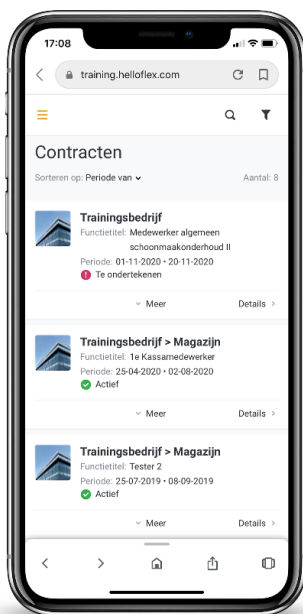 17:08
training.helloflex.com
Contracten
Sorteren op: Periode van Aantal: 8
Trainingsbedrijf
Functietitel: Medewerker algemeen
schoonmaakonderhoud II
Periode: 01-11-2020 • 20-11-2020
Te ondertekenen
Meer Details
Trainingsbedrijf > Magazijn
Functietitel: 1e Kassamedewerker
Periode: 25-04-2020 • 02-08-2020
Actief
Meer Details
Trainingsbedrijf > Magazijn
Functietitel: Tester 2
Periode: 25-07-2019 • 08-09-2019
Actief
Meer Details